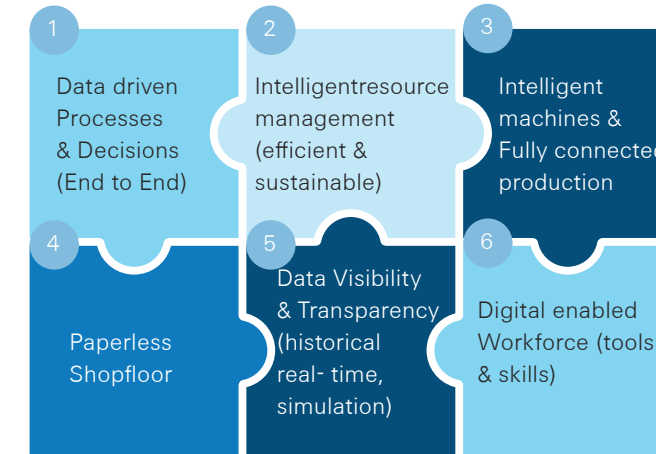 1
Data driven
Processes
& Decisions
(End to End)
2
Intelligentresource
management
(efficient &
sustainable)
3
Intelligent
machines &
Fully connected
production
4
Paperless
Shopfloor
5
Data Visibility
& Transparency
(historical
real- time,
simulation)
6
Digital enabled
Workforce (tools
& skills)